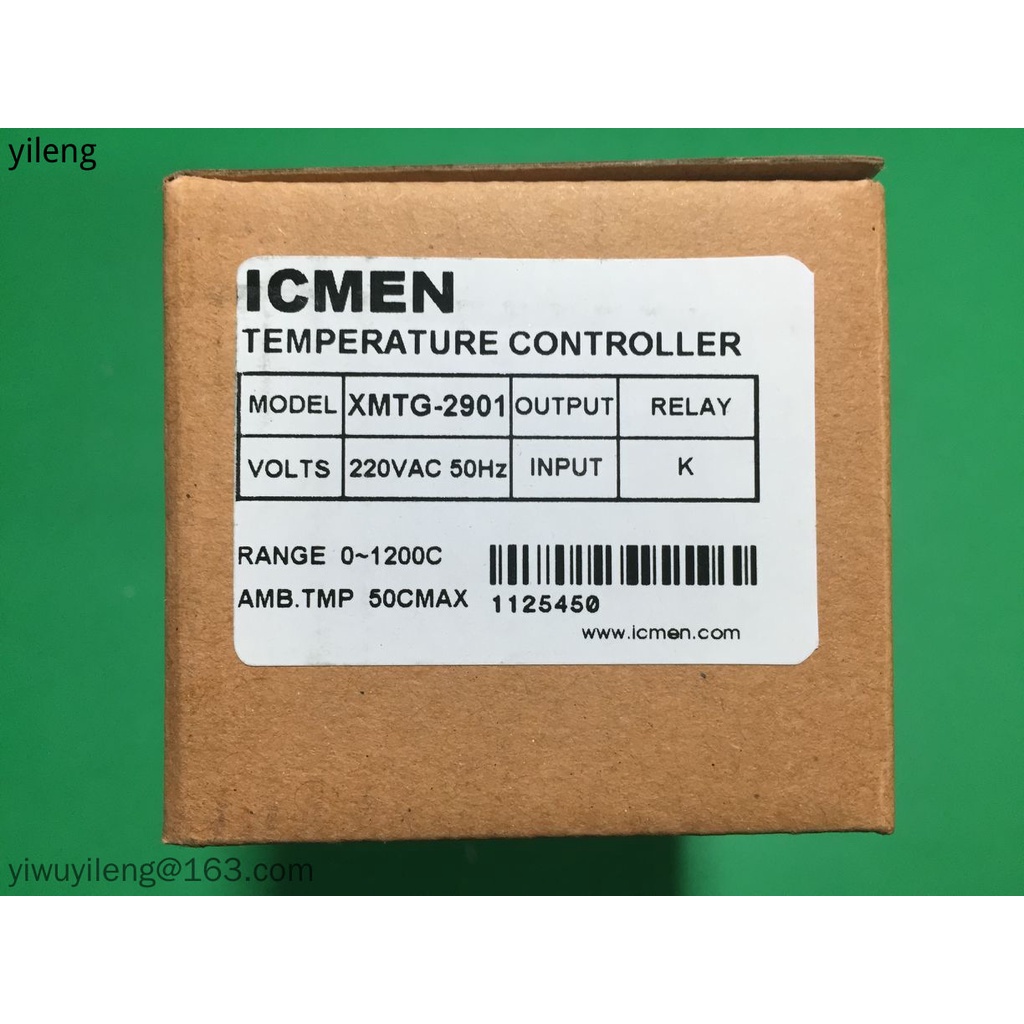 yileng
ICMEN
TEMPERATURE CONTROLLER
MODEL XMTG-2901 OUTPUT RELAY
VOLTS 220VAC 50Hz INPUT K
RANGE 0~1200C
AMB.TMP 50CMAX 1125450
www.icmen.com
yiwuyileng@163.com